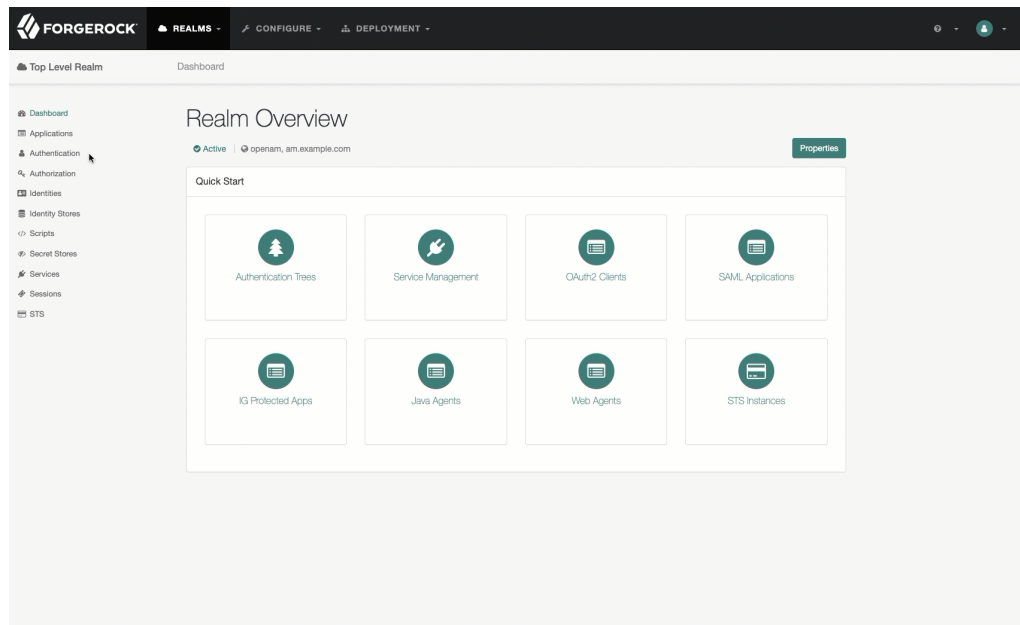 FORGEROCK
REALMS
CONFIGURE
DEPLOYMENT
Top Level Realm
Dashboard
Dashboard
Applications
Authentication
Authorization
Identities
Identity Stores
Scripts
Secret Stores
Services
Sessions
STS
Realm Overview
Active
openam, am.example.com
Properties
Quick Start
Authentication Trees
Service Management
OAuth2 Clients
SAML Applications
IG Protected Apps
Java Agents
Web Agents
STS Instances